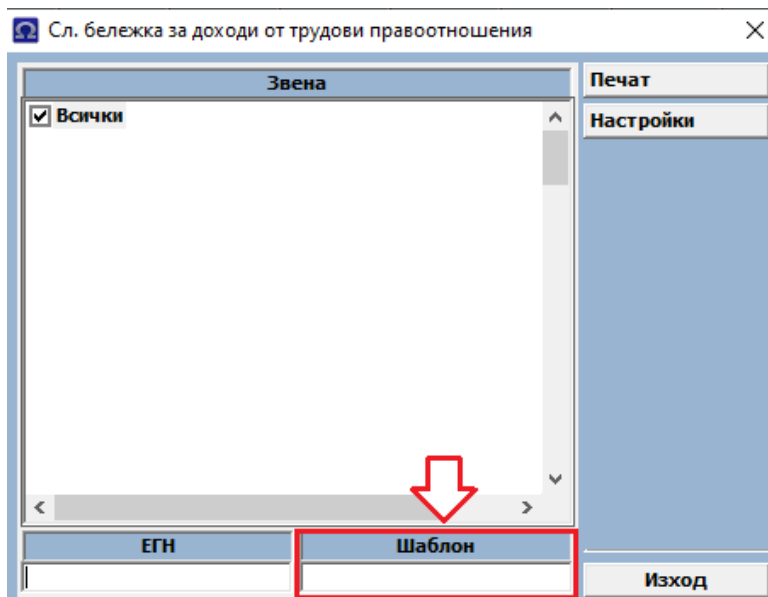 Сл. бележка за доходи от трудови правоотношения
Звена
Всички
Печат
Настройки
ЕГН
Шаблон
Изход